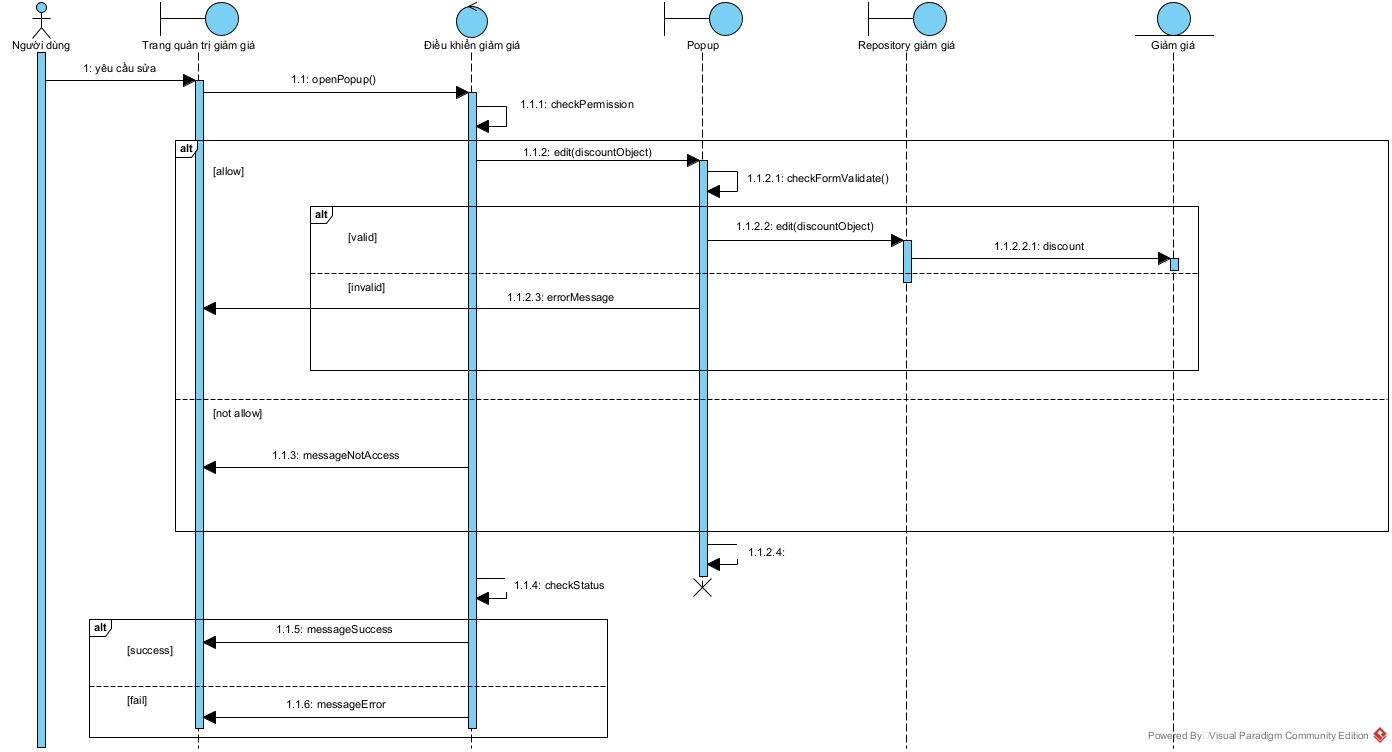 Người dùng
Trang quản trị giảm giá
Điều khiển giảm giá
Popup
Repository giảm giá
Giảm giá
1: yêu cầu sửa
1.1: openPopup()
1.1.1: checkPermission
alt
1.1.2: edit(discountObject)
[allow]
1.1.2.1: checkFormValidate()
alt
1.1.2.2: edit(discountObject)
[valid]
1.1.2.2.1: discount
[invalid]
1.1.2.3: errorMessage
[not allow]
1.1.3: messageNotAccess
1.1.2.4:
1.1.4: checkStatus
alt
1.1.5: messageSuccess
[success]
[fail]
1.1.6: messageError
Powered By Visual Paradigm Community Edition